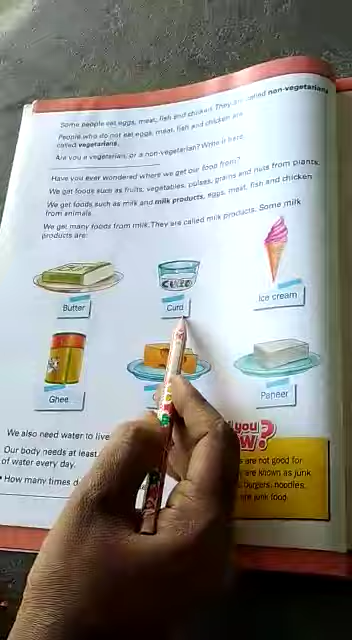 Some people eat eggs, meat, fish and chicken. They are called non-vegetarians.
People who do not eat eggs, meat, fish and chicken are
called vegetarians.
Are you a vegetarian, or a non-vegetarian? Write it here.
Have you ever wondered where we get our food from?
We get foods such as fruits, vegetables, pulses, grains and nuts from plants.
We get foods such as milk and milk products, eggs, meat, fish and chicken
from animals.
We get many foods from milk. They are called milk products. Some milk
products are:
CURD
Butter
Curd
Ice cream
Ghee
Paneer
We also need water to live
Our body needs at least
of water every day.
How many times d
you
W?
s are not good for
are known as junk
burgers, noodles,
are junk food